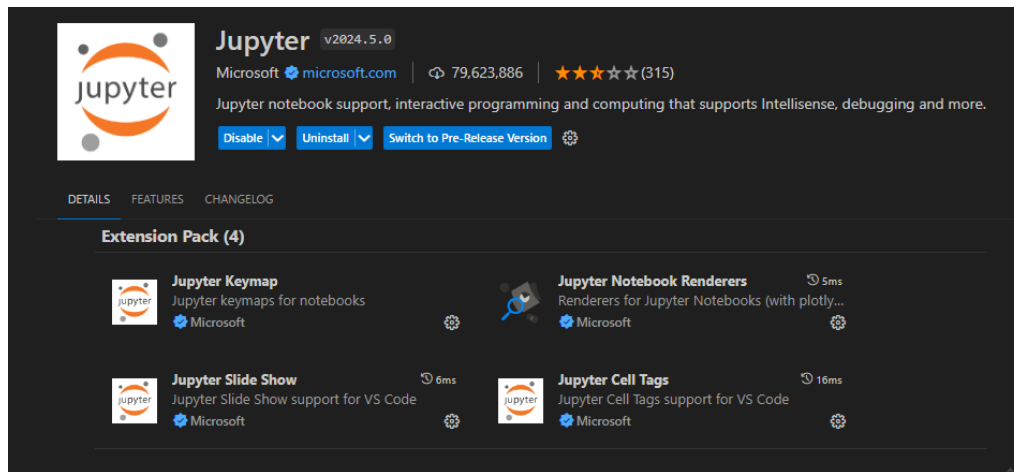 jupyter
Jupyter v2024.5.0
Microsoft microsoft.com 79,623,886 (315)
Jupyter notebook support, interactive programming and computing that supports Intellisense, debugging and more.
Disable Uninstall Switch to Pre-Release Version
DETAILS FEATURES CHANGELOG
Extension Pack (4)
jupyter
Jupyter Keymap
Jupyter keymaps for notebooks
Microsoft
Jupyter Notebook Renderers 5ms
Renderers for Jupyter Notebooks (with plotly...
Microsoft
jupyter
Jupyter Slide Show 6ms
Jupyter Slide Show support for VS Code
Microsoft
jupyter
Jupyter Cell Tags 16ms
Jupyter Cell Tags support for VS Code
Microsoft